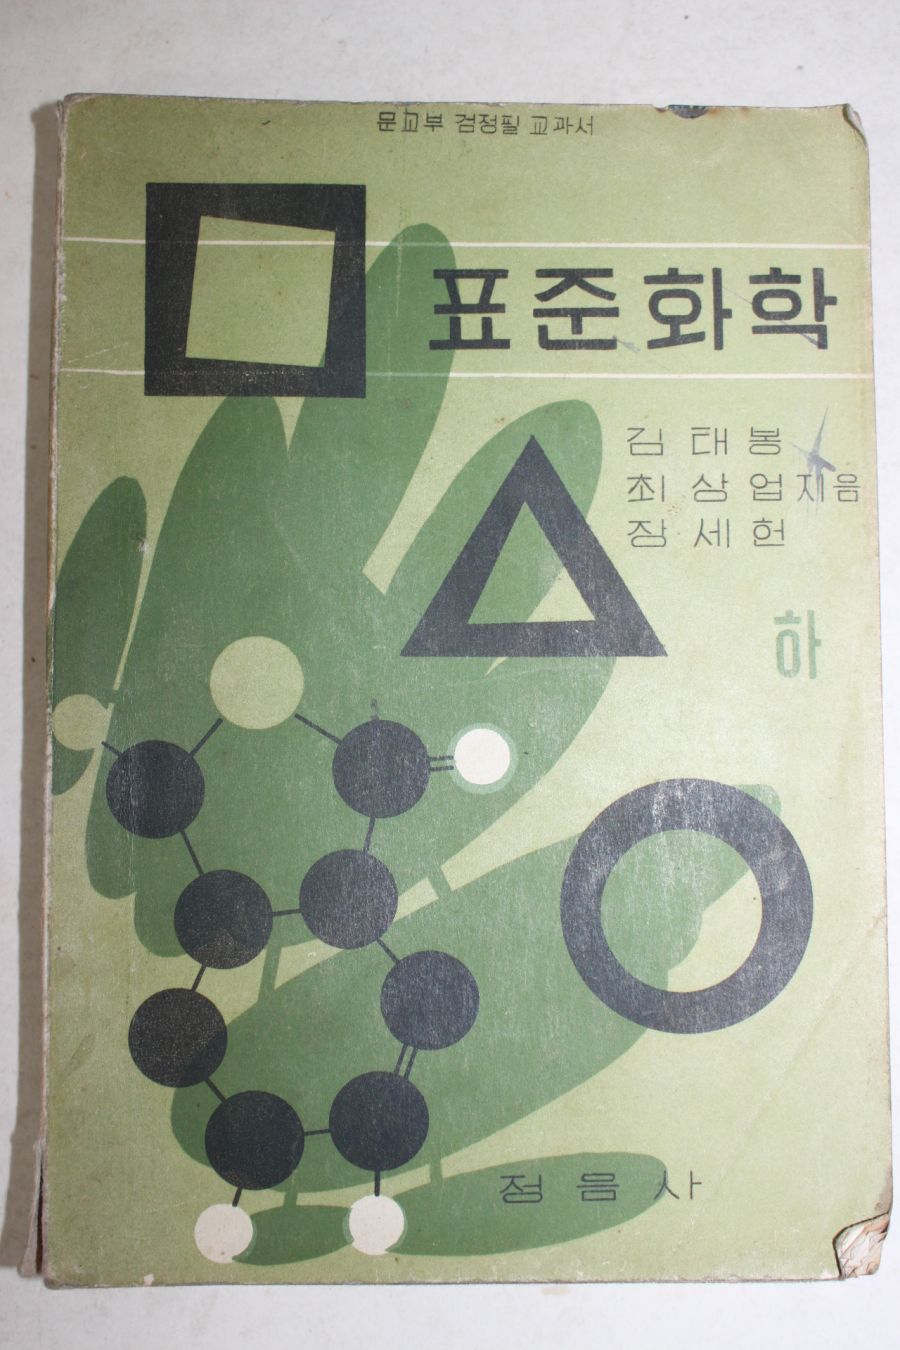 문교부 검정필 교과서
표준화학
김태봉
최상업 지음
장세헌
하
정음사